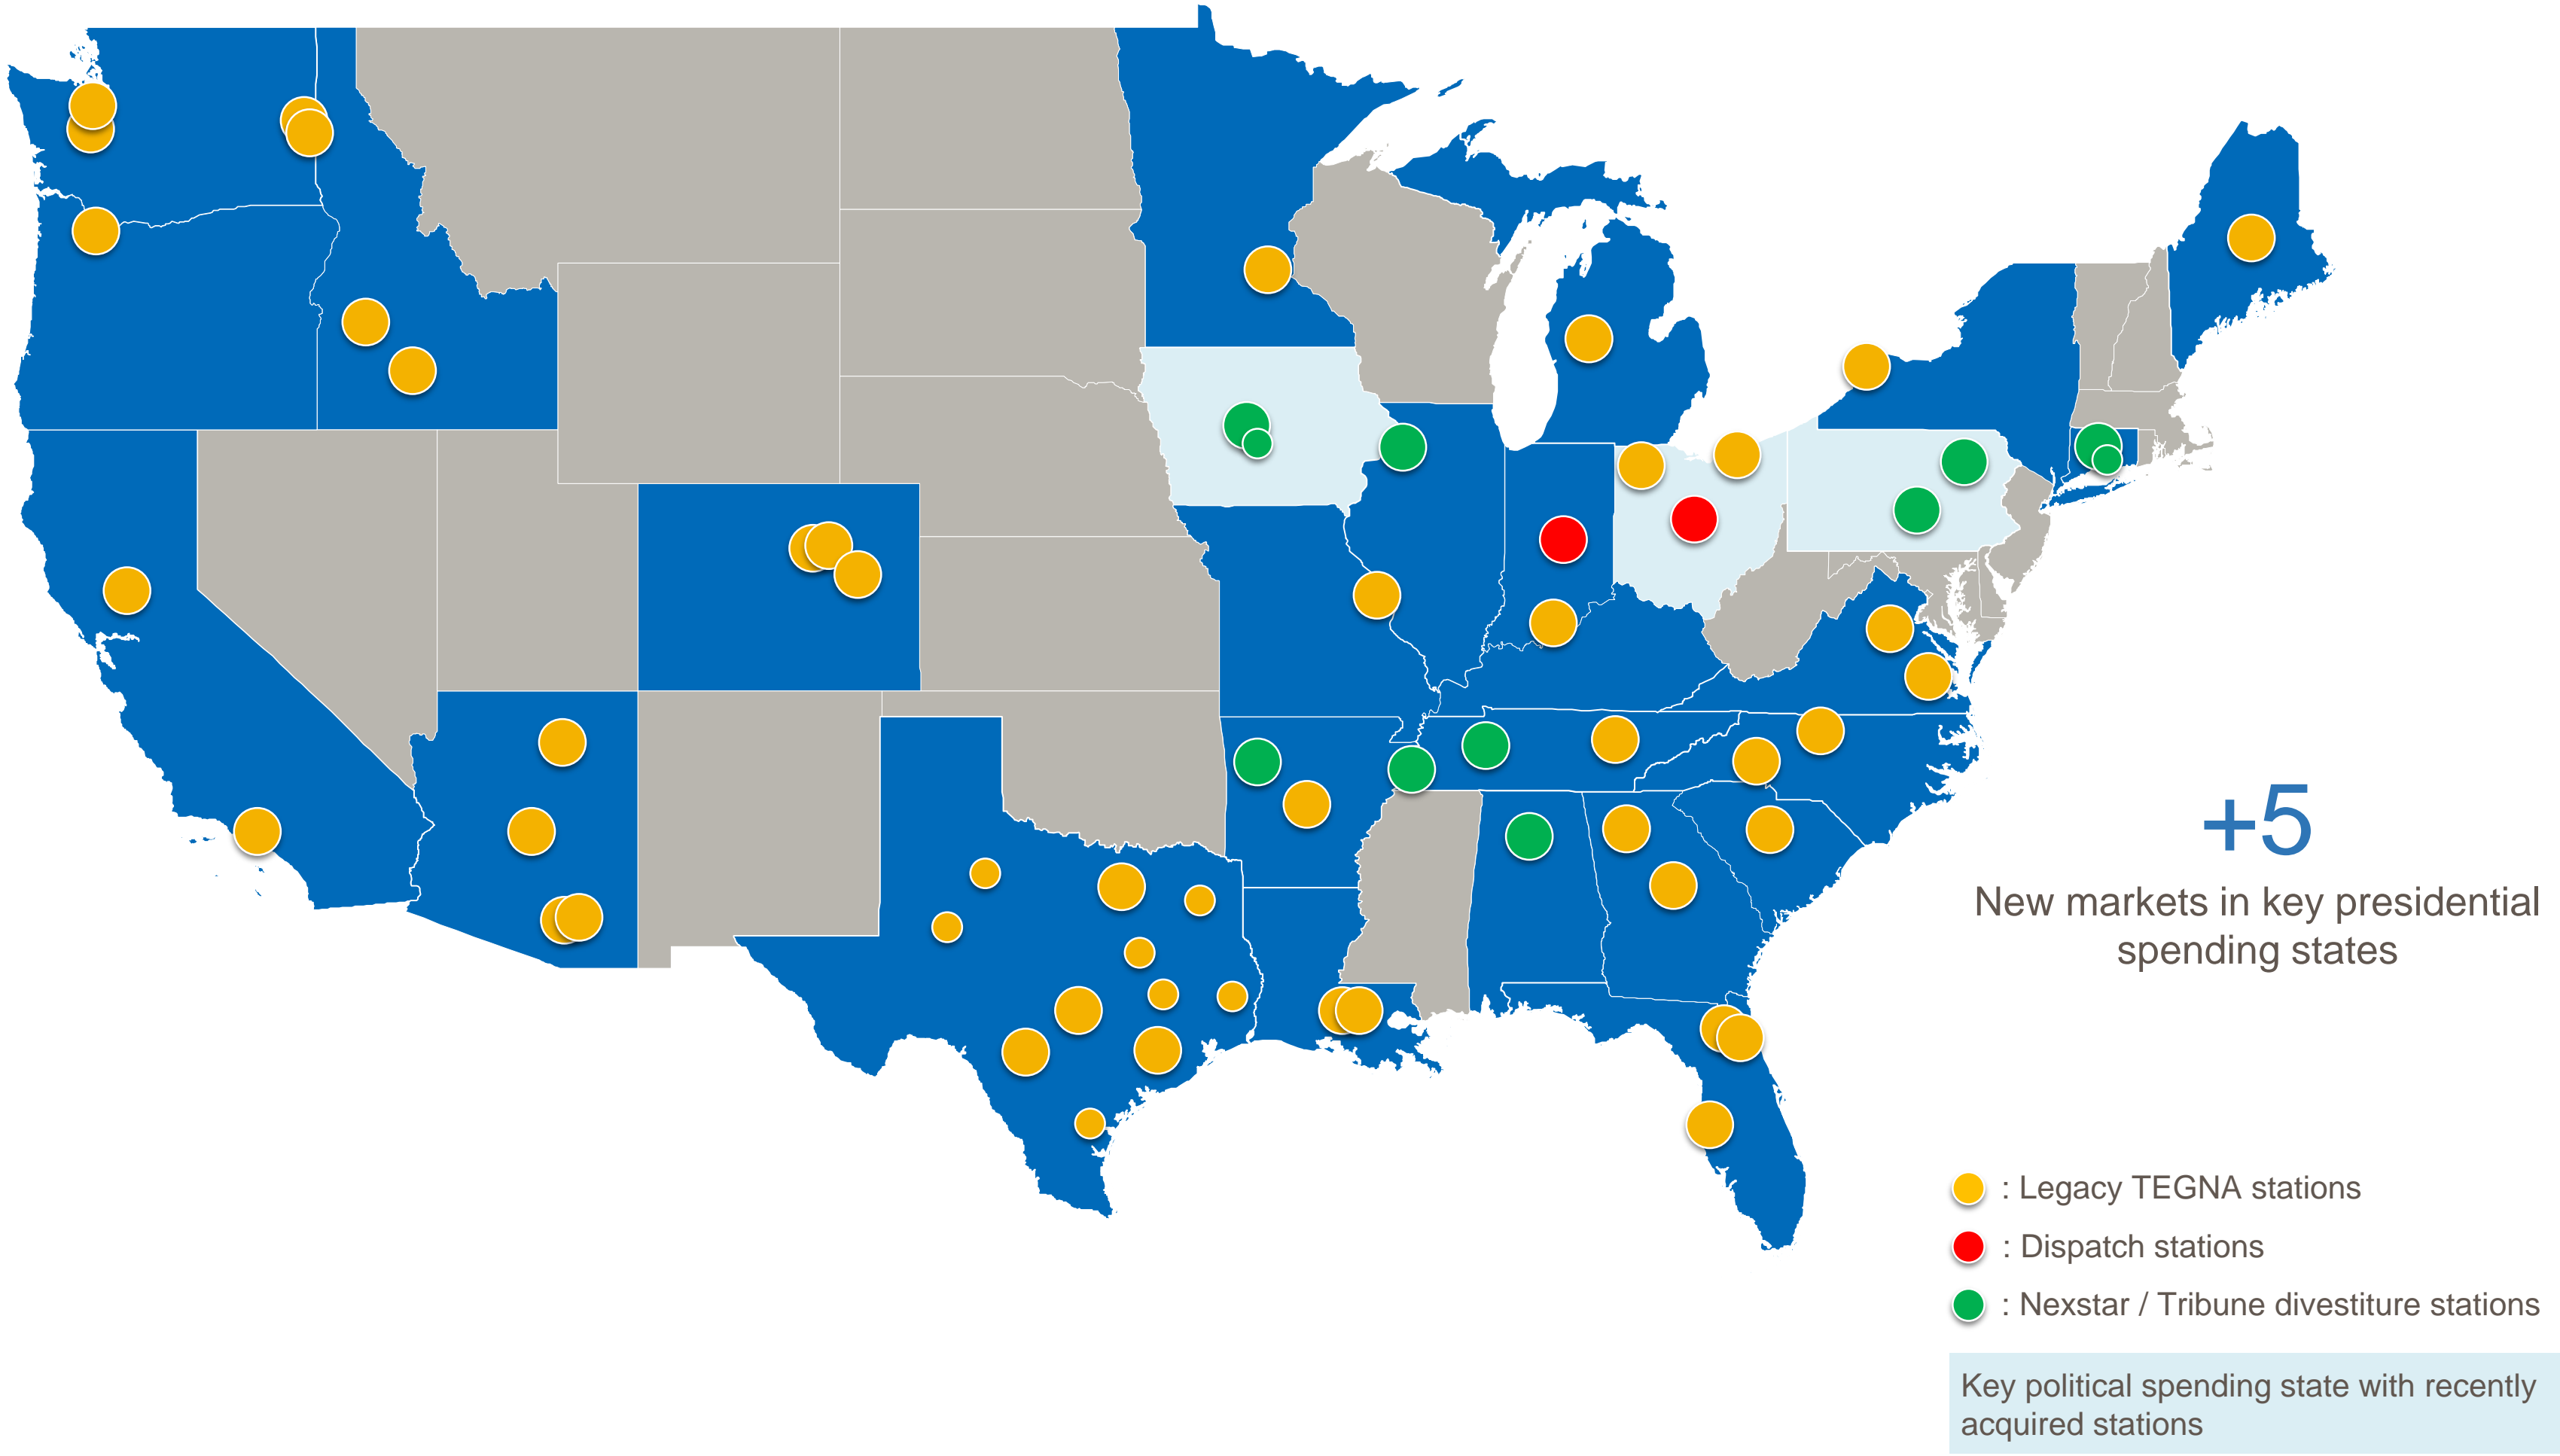 +5
New markets in key presidential
spending states
: Legacy TEGNA stations
: Dispatch stations
: Nexstar / Tribune divestiture stations
Key political spending state with recently
acquired stations